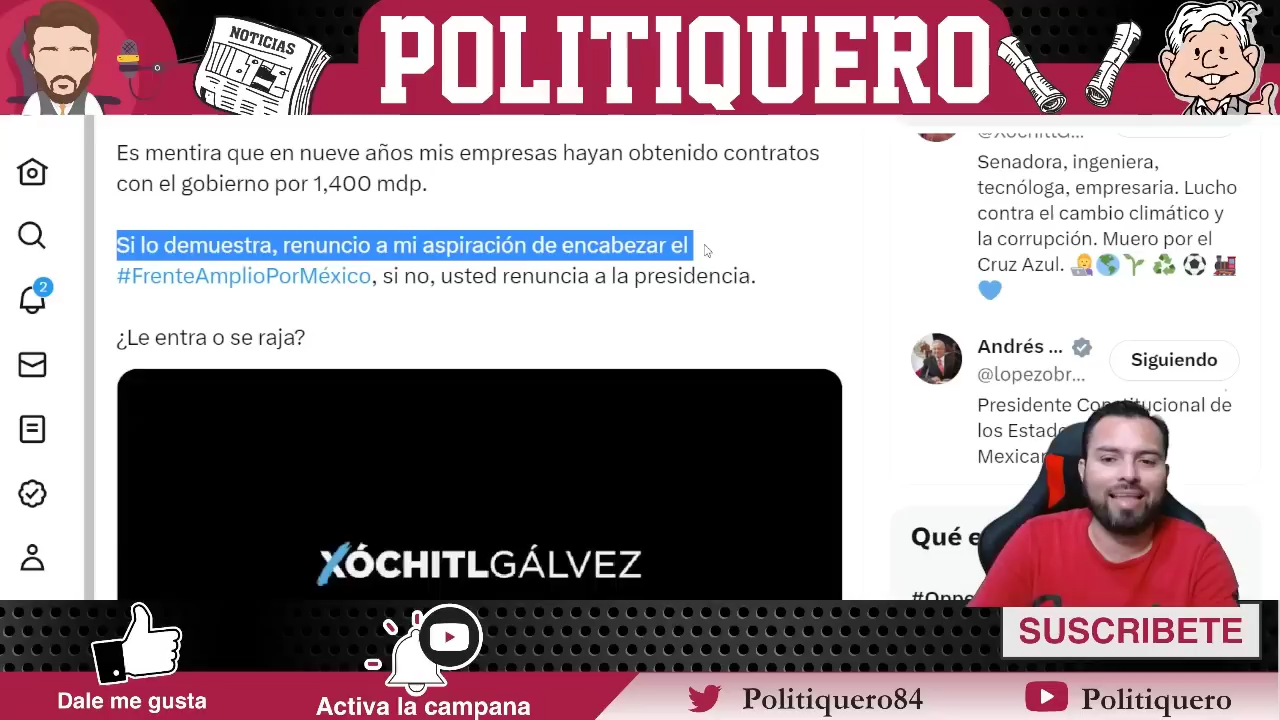 NOTICIAS
POLITIQUERO
Es mentira que en nueve años mis empresas hayan obtenido contratos
con el gobierno por 1,400 mdp.
Si lo demuestra, renuncio a mi aspiración de encabezar el
#FrenteAmplioPorMéxico, si no, usted renuncia a la presidencia.
¿Le entra o se raja?
XÓCHITLGÁLVEZ
2
@XochitlG...
Senadora, ingeniera,
tecnóloga, empresaria. Lucho
contra el cambio climático y
la corrupción. Muero por el
Cruz Azul. 👩‍💻🌎🌱♻️⚽🚂
💙
Andrés ...
@lopezobr...
Siguiendo
Presidente Constitucional de
los Estad
Mexica
Qué
SUSCRIBETE
Dale me gusta
Activa la campana
Politiquero84
Politiquero